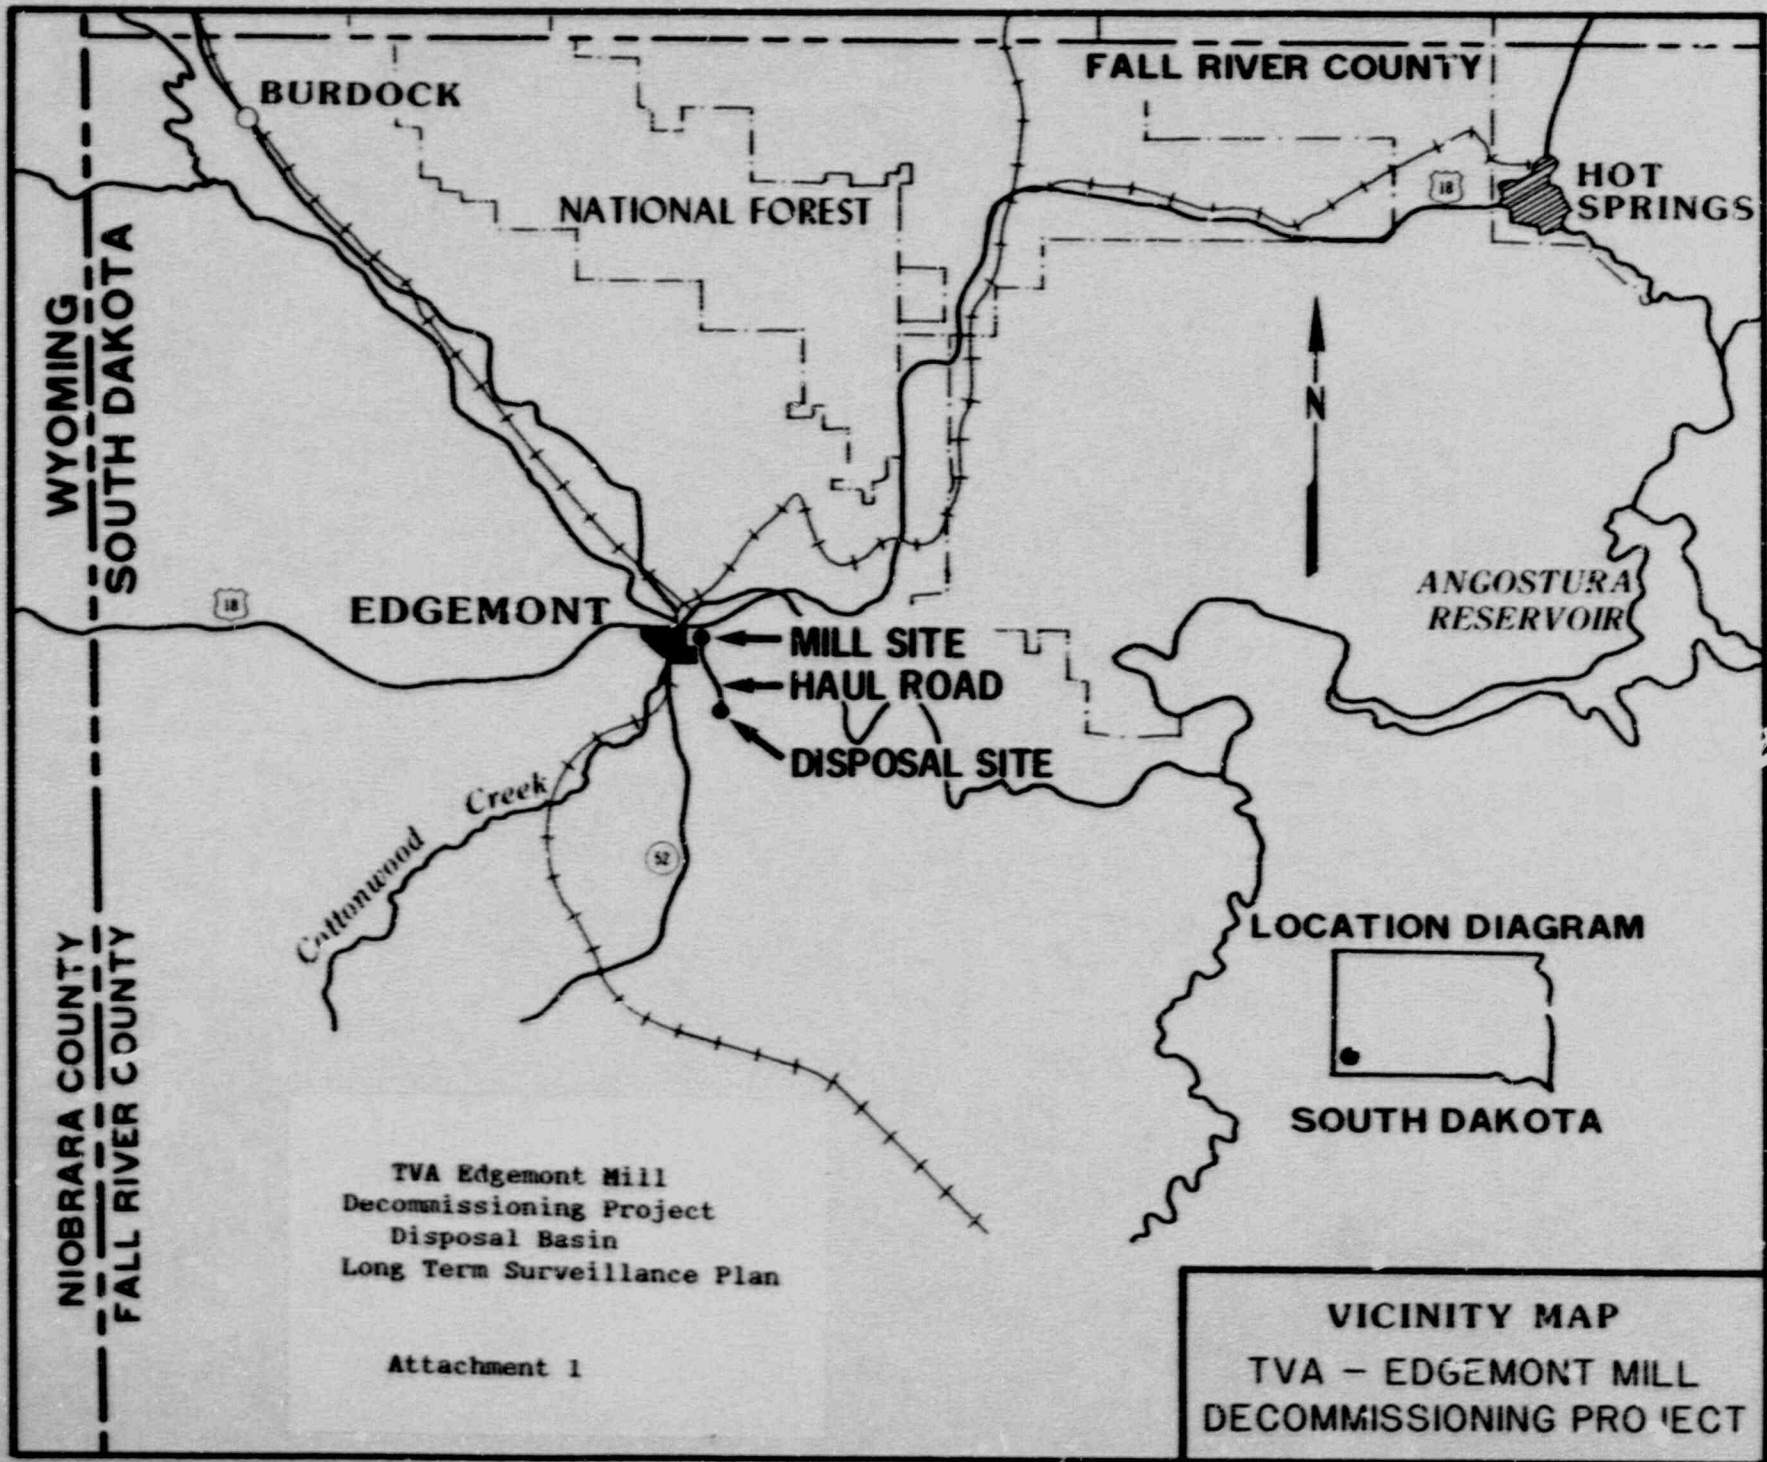 FALL RIVER COUNTY
BURDOCK
NATIONAL FOREST
18
HOT
SPRINGS
WYOMING
SOUTH DAKOTA
N
18
EDGEMONT
ANGOSTURA
RESERVOIR
MILL SITE
HAUL ROAD
DISPOSAL SITE
Cottonwood Creek
52
LOCATION DIAGRAM
SOUTH DAKOTA
NIOBRARA COUNTY
FALL RIVER COUNTY
TVA Edgemont Mill
Decommissioning Project
Disposal Basin
Long Term Surveillance Plan
Attachment 1
VICINITY MAP
TVA – EDGEMONT MILL
DECOMMISSIONING PRO ECT